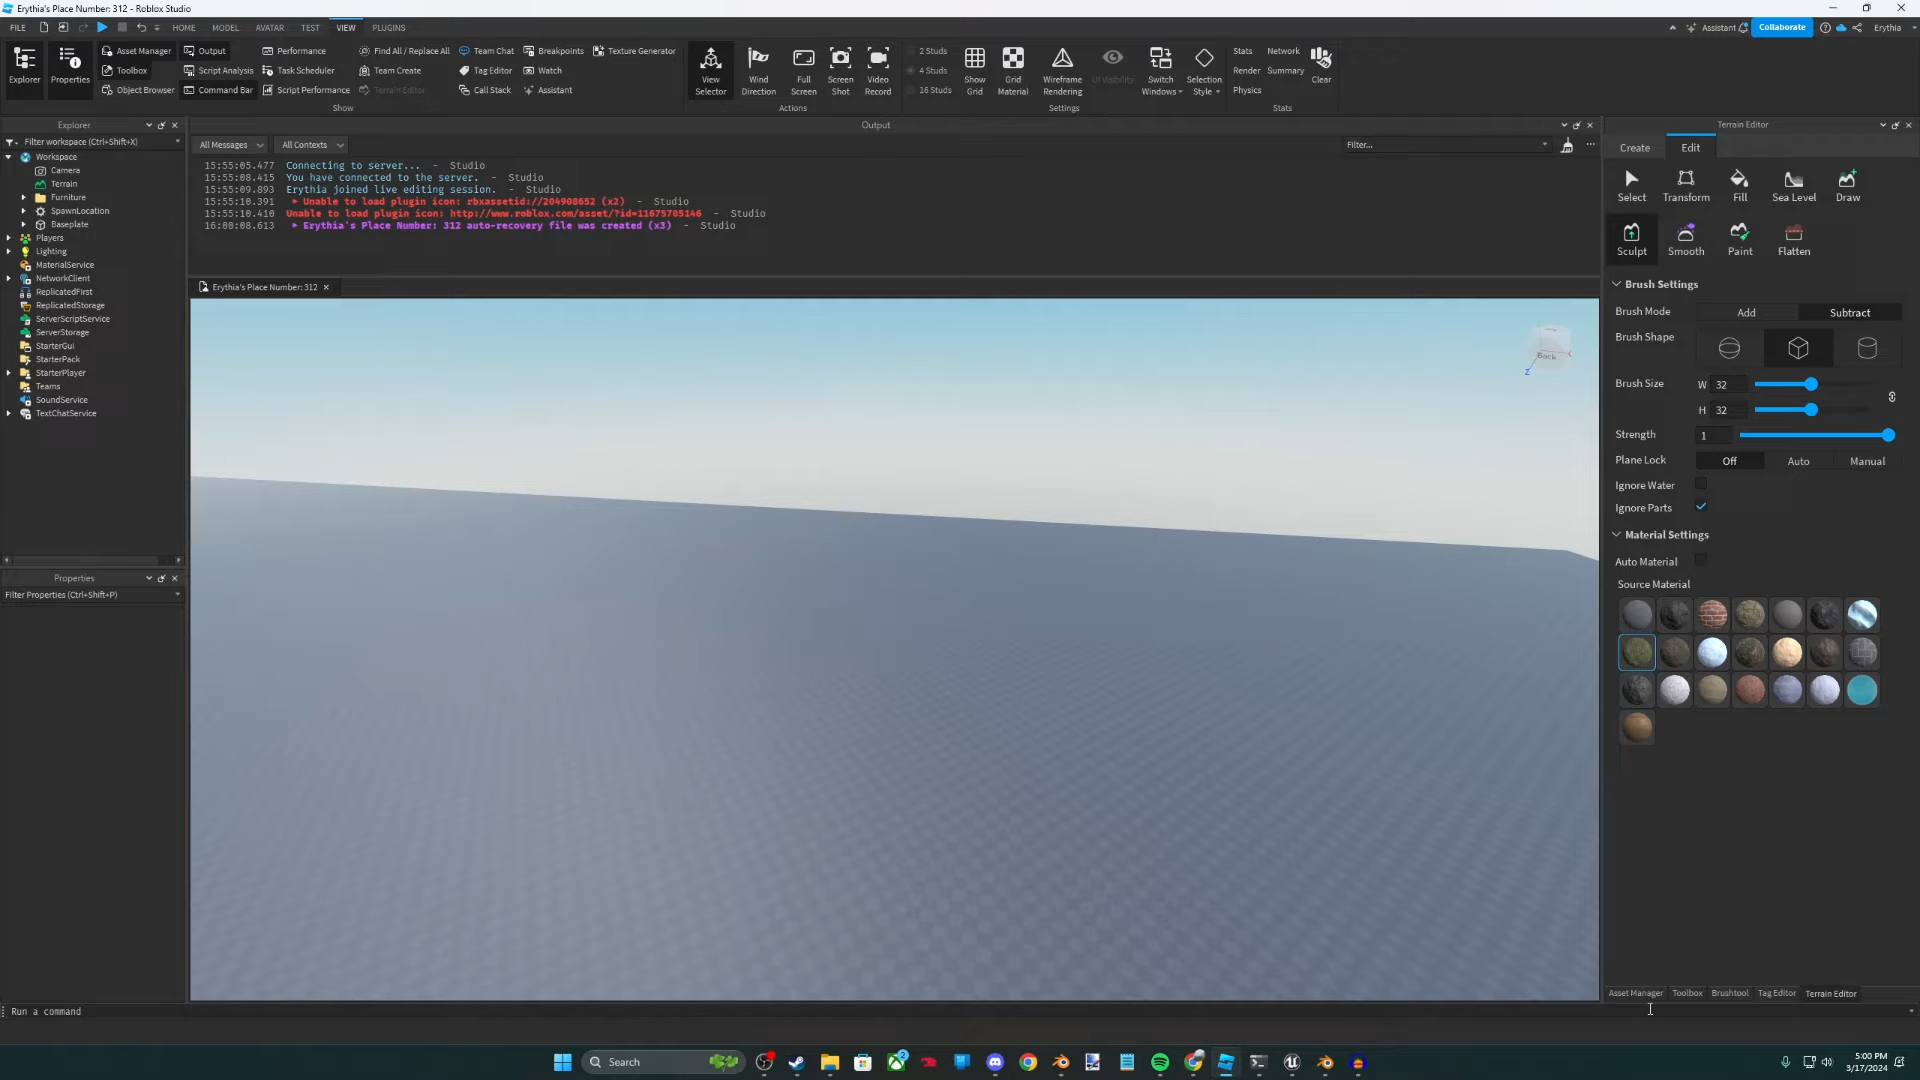 Erythia's Place Number: 312 - Roblox Studio
FILE HOME MODEL AVATAR TEST VIEW PLUGINS
Assistant Collaborate Erythia
Explorer
Properties
Asset Manager Output Performance Find All / Replace All Team Chat Breakpoints Texture Generator
Toolbox Script Analysis Task Scheduler Team Create Tag Editor Watch
Object Browser Command Bar Script Performance Terrain Editor Call Stack Assistant
Show
View Selector
Wind Direction
Full Screen
Screen Shot
Video Record
Actions
2 Studs
4 Studs
16 Studs
Show Grid
Grid Material
Wireframe Rendering
UI Visibility
Switch Windows
Selection Style
Settings
Stats Network
Render Summary
Physics
Clear
Stats
Explorer
Filter workspace (Ctrl+Shift+X)
Workspace
Camera
Terrain
Furniture
SpawnLocation
Baseplate
Players
Lighting
MaterialService
NetworkClient
ReplicatedFirst
ReplicatedStorage
ServerScriptService
ServerStorage
StarterGui
StarterPack
StarterPlayer
Teams
SoundService
TextChatService
Properties
Filter Properties (Ctrl+Shift+P)
Output
All Messages All Contexts Filter...
15:55:05.477 Connecting to server... - Studio
15:55:08.415 You have connected to the server. - Studio
15:55:09.893 Erythia joined live editing session. - Studio
15:55:10.391 Unable to load plugin icon: rbxassetid://204908652 (x2) - Studio
15:55:10.410 Unable to load plugin icon: http://www.roblox.com/asset/?id=11675705146 - Studio
16:00:08.613 Erythia's Place Number: 312 auto-recovery file was created (x3) - Studio
Erythia's Place Number: 312
Back
Z
Terrain Editor
Create Edit
Select Transform Fill Sea Level Draw
Sculpt Smooth Paint Flatten
Brush Settings
Brush Mode Add Subtract
Brush Shape
Brush Size W 32
H 32
Strength 1
Plane Lock Off Auto Manual
Ignore Water
Ignore Parts
Material Settings
Auto Material
Source Material
Asset Manager Toolbox Brushtool Tag Editor Terrain Editor
Run a command
Search
2
5:00 PM
3/17/2024